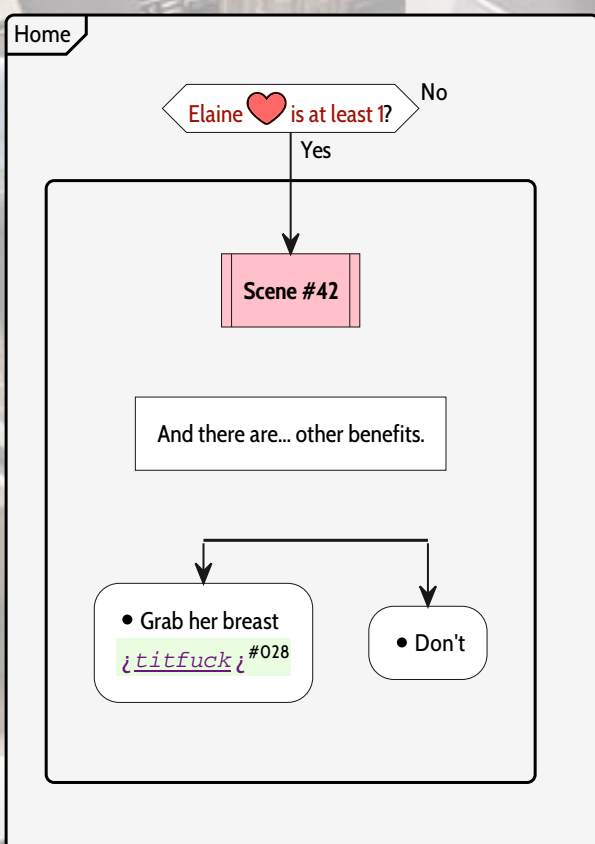 Home
Elaine ❤ is at least 1?
No
Yes
Scene #42
And there are... other benefits.
• Grab her breast
¿titfuck¿#028
• Don't